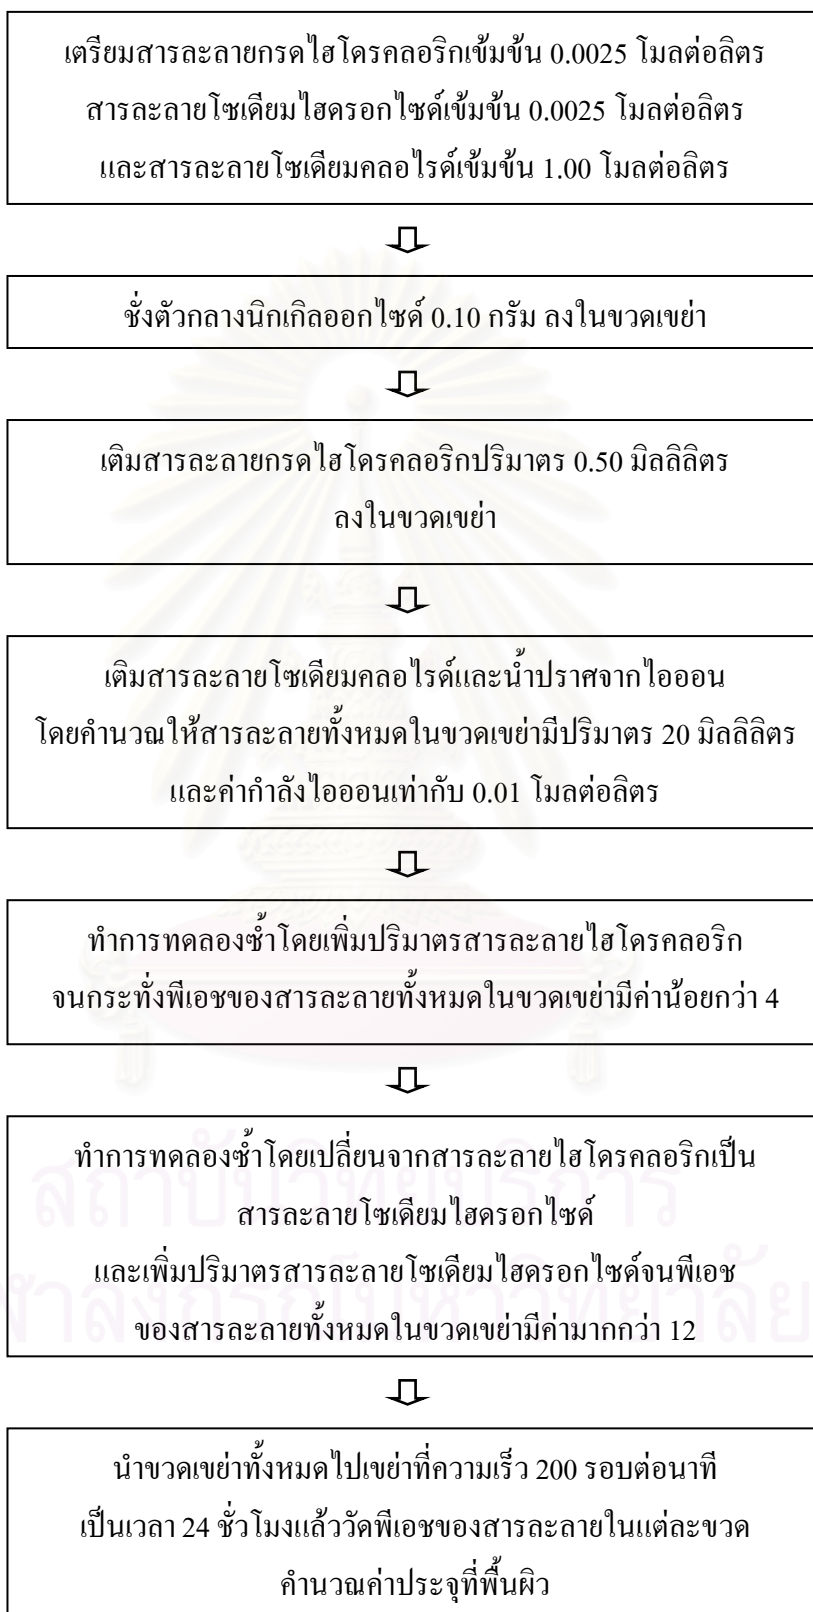 เตรียมสารละลายกรดไฮโดรคลอริกเข้มข้น 0.0025 โมลต่อลิตร
สารละลายโซเดียมไฮดรอกไซด์เข้มข้น 0.0025 โมลต่อลิตร
และสารละลายโซเดียมคลอไรด์เข้มข้น 1.00 โมลต่อลิตร
ชั่งตัวกลางนิกเกิลออกไซด์ 0.10 กรัม ลงในขวดเขย่า
เติมสารละลายกรดไฮโดรคลอริกปริมาตร 0.50 มิลลิลิตร
ลงในขวดเขย่า
เติมสารละลายโซเดียมคลอไรด์และน้ำปราศจากไอออน
โดยคำนวณให้สารละลายทั้งหมดในขวดเขย่ามีปริมาตร 20 มิลลิลิตร
และค่ากำลังไอออนเท่ากับ 0.01 โมลต่อลิตร
ทำการทดลองซ้ำโดยเพิ่มปริมาตรสารละลายไฮโดรคลอริก
จนกระทั่งพีเอชของสารละลายทั้งหมดในขวดเขย่ามีค่าน้อยกว่า 4
ทำการทดลองซ้ำโดยเปลี่ยนจากสารละลายไฮโดรคลอริกเป็น
สารละลายโซเดียมไฮดรอกไซด์
และเพิ่มปริมาตรสารละลายโซเดียมไฮดรอกไซด์จนพีเอช
ของสารละลายทั้งหมดในขวดเขย่ามีค่ามากกว่า 12
นำขวดเขย่าทั้งหมดไปเขย่าที่ความเร็ว 200 รอบต่อนาที
เป็นเวลา 24 ชั่วโมงแล้ววัดพีเอชของสารละลายในแต่ละขวด
คำนวณค่าประจุที่พื้นผิว
สถาบันวิทยบริการ
ฬาลงกรณ์มหาวิทยาลัย